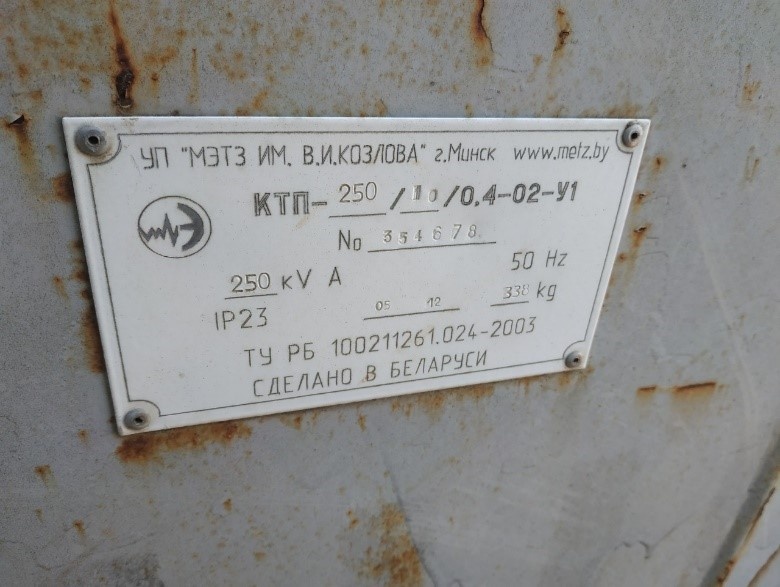 УП "МЭТЗ ИМ. В.И.КОЗЛОВА" г.Минск www.metz.by
КТП-250/10/0.4-02-У1
No 354678
250 kV A 50 Hz
IP23 05 12 338 kg
ТУ РБ 100211261.024-2003
СДЕЛАНО В БЕЛАРУСИ